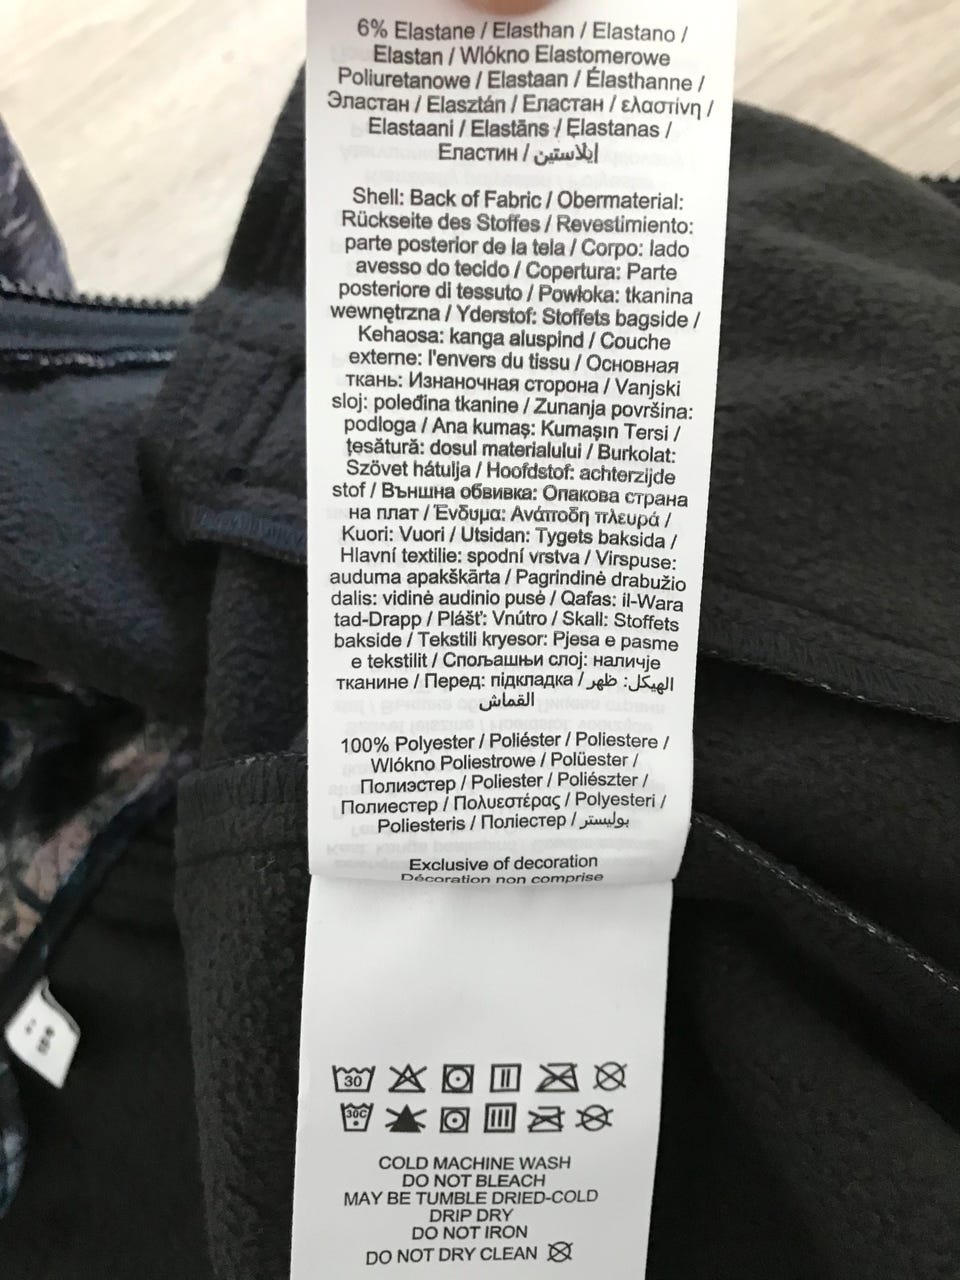 6% Elastane / Elasthan / Elastano /
Elastan / Wlókno Elastomerowe
Poliuretanowe / Elastaan / Élasthanne /
Эластан / Elasztán / Еластан / ελαστίνη /
Elastaani / Elastāns / Ęlastanas /
Еластин / إيلاستين
Shell: Back of Fabric / Obermaterial:
Rückseite des Stoffes / Revestimiento:
parte posterior de la tela / Corpo: lado
avesso do tecido / Copertura: Parte
posteriore di tessuto / Powłoka: tkanina
wewnętrzna / Yderstof: Stoffets bagside /
Kehaosa: kanga aluspind / Couche
externe: l'envers du tissu / Основная
ткань: Изнаночная сторона / Vanjski
sloj: poleđina tkanine / Zunanja površina:
podloga / Ana kumaş: Kumaşın Tersi /
țesătură: dosul materialului / Burkolat:
Szövet hátulja / Hoofdstof: achterzijde
stof / Външна обвивка: Опакова страна
на плат / Ένδυμα: Ανάποδη πλευρά /
Kuori: Vuori / Utsidan: Tygets baksida /
Hlavní textilie: spodní vrstva / Virspuse:
auduma apakškārta / Pagrindinė drabužio
dalis: vidinė audinio pusė / Qafas: il-Wara
tad-Drapp / Plášť: Vnútro / Skall: Stoffets
bakside / Tekstili kryesor: Pjesa e pasme
e tekstilit / Спољашњи слој: наличје
тканине / Перед: підкладка / الهيكل: ظهر
القماش
100% Polyester / Poliéster / Poliestere /
Wlókno Poliestrowe / Polüester /
Полиэстер / Poliester / Poliészter /
Полиестер / Πολυεστέρας / Polyesteri /
Poliesteris / Поліестер / بوليستر
Exclusive of decoration
Décoration non comprise
30
30C
COLD MACHINE WASH
DO NOT BLEACH
MAY BE TUMBLE DRIED-COLD
DRIP DRY
DO NOT IRON
DO NOT DRY CLEAN